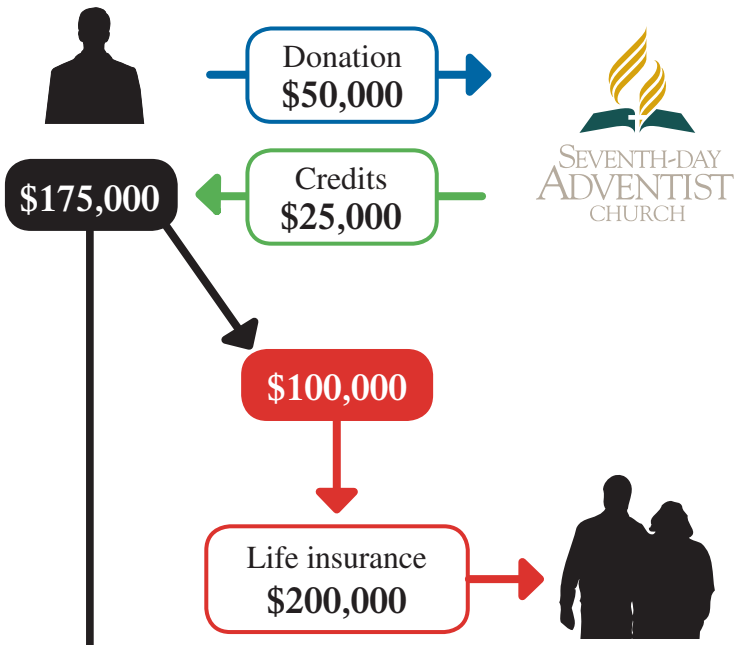 Donation
$50,000
SEVENTH-DAY
ADVENTIST
CHURCH
Credits
$25,000
$175,000
$100,000
Life insurance
$200,000